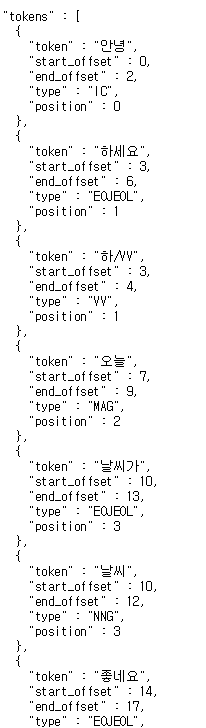 "tokens" : [
{
"token" : "안녕",
"start_offset" : 0,
"end_offset" : 2,
"type" : "IC",
"position" : 0
},
{
"token" : "하세요",
"start_offset" : 3,
"end_offset" : 6,
"type" : "EOJEOL",
"position" : 1
},
{
"token" : "하/VV",
"start_offset" : 3,
"end_offset" : 4,
"type" : "VV",
"position" : 1
},
{
"token" : "오늘",
"start_offset" : 7,
"end_offset" : 9,
"type" : "MAG",
"position" : 2
},
{
"token" : "날씨가",
"start_offset" : 10,
"end_offset" : 13,
"type" : "EOJEOL",
"position" : 3
},
{
"token" : "날씨",
"start_offset" : 10,
"end_offset" : 12,
"type" : "NNG",
"position" : 3
},
{
"token" : "좋네요",
"start_offset" : 14,
"end_offset" : 17,
"type" : "EOJEOL",